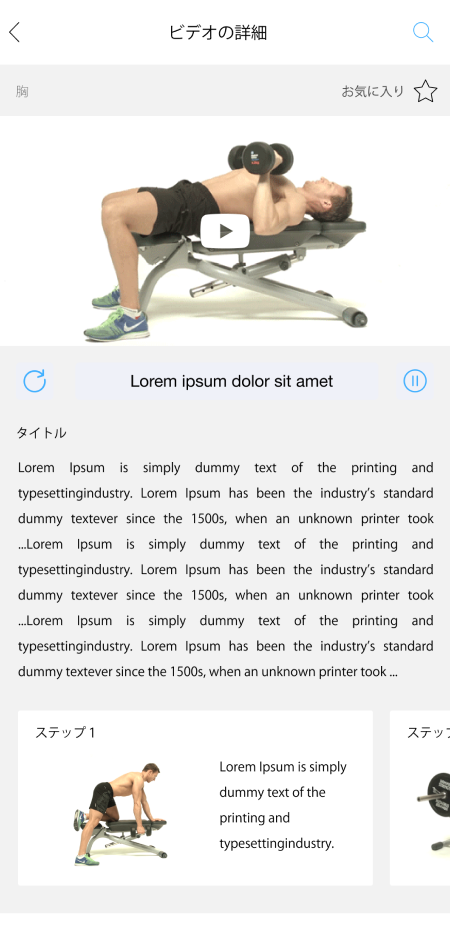 ビデオの詳細
胸
お気に入り
Lorem ipsum dolor sit amet
タイトル
Lorem Ipsum is simply dummy text of the printing and
typesettingindustry. Lorem Ipsum has been the industry’s standard
dummy textever since the 1500s, when an unknown printer took
...Lorem Ipsum is simply dummy text of the printing and
typesettingindustry. Lorem Ipsum has been the industry’s standard
dummy textever since the 1500s, when an unknown printer took
...Lorem Ipsum is simply dummy text of the printing and
typesettingindustry. Lorem Ipsum has been the industry’s standard
dummy textever since the 1500s, when an unknown printer took ...
ステップ 1
Lorem Ipsum is simply
dummy text of the
printing and
typesettingindustry.
ステッ